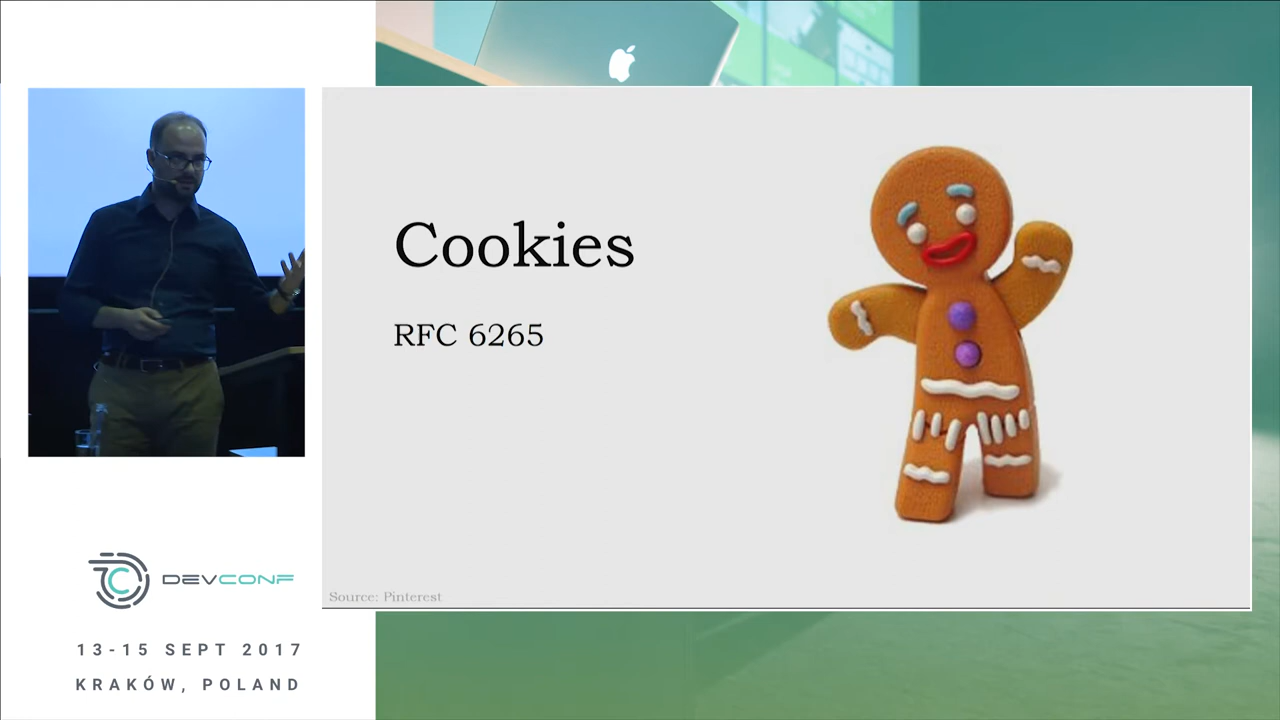 Cookies
RFC 6265
Source: Pinterest
DEVCONF
13-15 SEPT 2017
KRAKÓW, POLAND